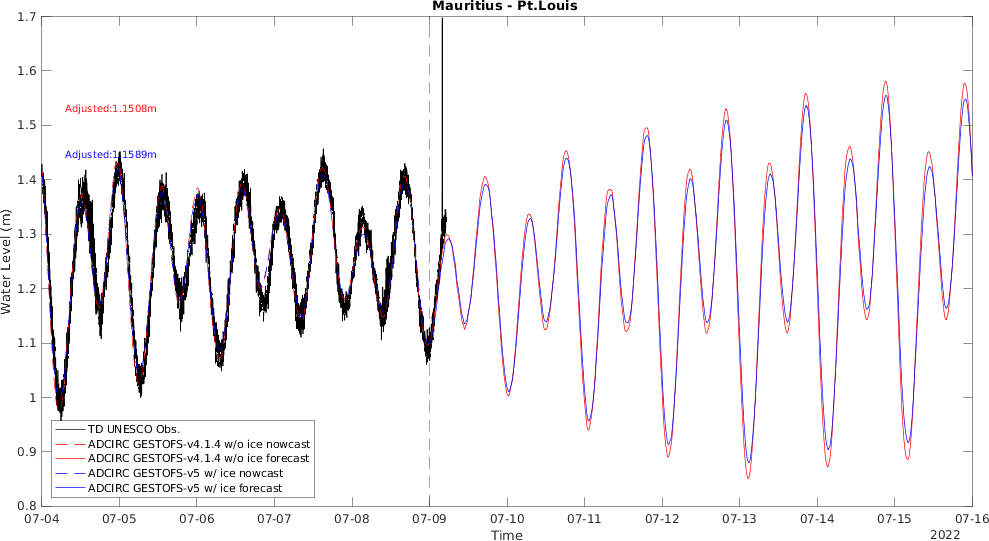 Mauritius - Pt.Louis
1.7
1.6
1.5
1.4
1.3
1.2
1.1
1
0.9
0.8
Water Level (m)
Adjusted:1.1508m
Adjusted:1.1589m
TD UNESCO Obs.
ADCIRC GESTOFS-v4.1.4 w/o ice nowcast
ADCIRC GESTOFS-v4.1.4 w/o ice forecast
ADCIRC GESTOFS-v5 w/ ice nowcast
ADCIRC GESTOFS-v5 w/ ice forecast
07-04 07-05 07-06 07-07 07-08 07-09 07-10 07-11 07-12 07-13 07-14 07-15 07-16
Time
2022